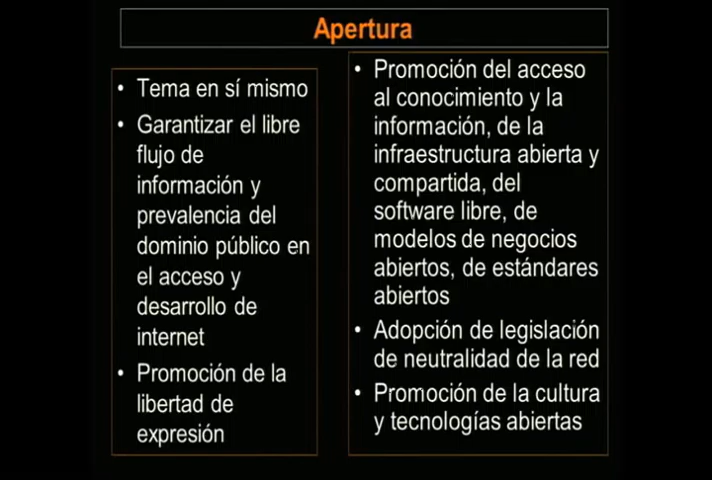 Apertura
• Tema en sí mismo
• Garantizar el libre
flujo de
información y
prevalencia del
dominio público en
el acceso y
desarrollo de
internet
• Promoción de la
libertad de
expresión
• Promoción del acceso
al conocimiento y la
información, de la
infraestructura abierta y
compartida, del
software libre, de
modelos de negocios
abiertos, de estándares
abiertos
• Adopción de legislación
de neutralidad de la red
• Promoción de la cultura
y tecnologías abiertas